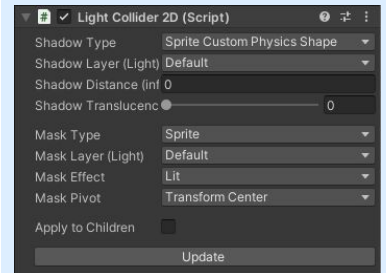 # Light Collider 2D (Script)
Shadow Type Sprite Custom Physics Shape
Shadow Layer (Light) Default
Shadow Distance (inf 0
Shadow Translucenc 0
Mask Type Sprite
Mask Layer (Light) Default
Mask Effect Lit
Mask Pivot Transform Center
Apply to Children
Update